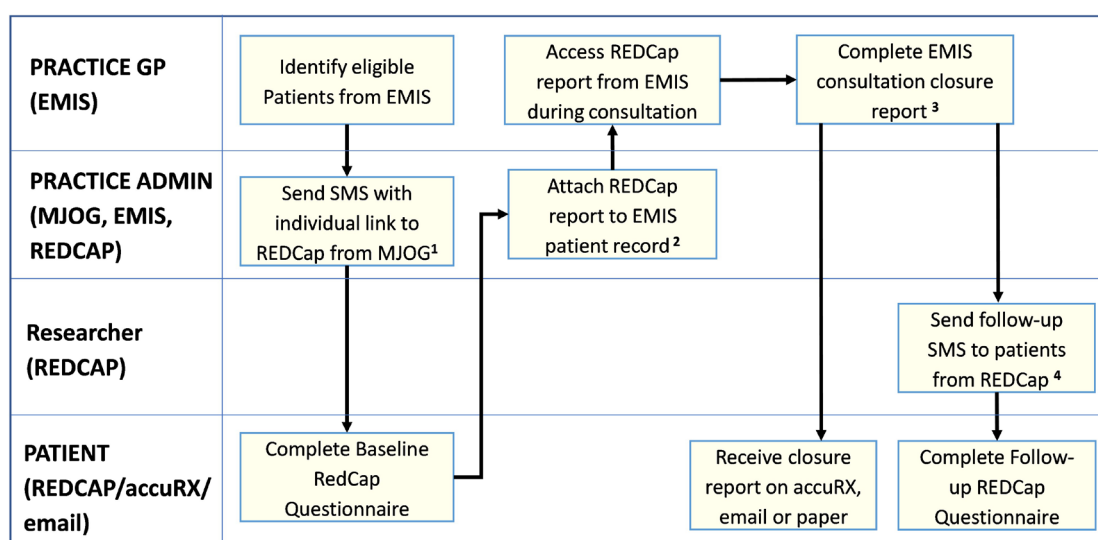 PRACTICE GP
(EMIS)
Identify eligible
Patients from EMIS
Access REDCap
report from EMIS
during consultation
Complete EMIS
consultation closure
report 3
PRACTICE ADMIN
(MJOG, EMIS,
REDCAP)
Send SMS with
individual link to
REDCap from MJOG1
Attach REDCap
report to EMIS
patient record 2
Researcher
(REDCAP)
Send follow-up
SMS to patients
from REDCap 4
PATIENT
(REDCAP/accuRX/
email)
Complete Baseline
RedCap
Questionnaire
Receive closure
report on accuRX,
email or paper
Complete Follow-
up REDCap
Questionnaire